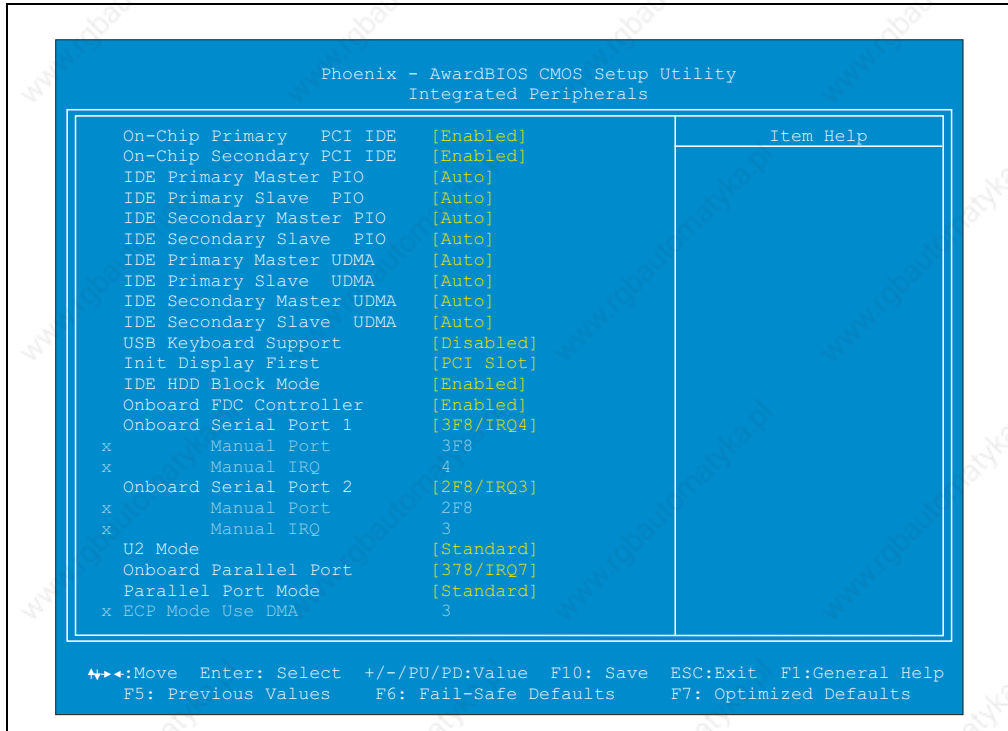 Phoenix - AwardBIOS CMOS Setup Utility
Integrated Peripherals
On-Chip Primary PCI IDE [Enabled]
On-Chip Secondary PCI IDE [Enabled]
IDE Primary Master PIO [Auto]
IDE Primary Slave PIO [Auto]
IDE Secondary Master PIO [Auto]
IDE Secondary Slave PIO [Auto]
IDE Primary Master UDMA [Auto]
IDE Primary Slave UDMA [Auto]
IDE Secondary Master UDMA [Auto]
IDE Secondary Slave UDMA [Auto]
USB Keyboard Support [Disabled]
Init Display First [PCI Slot]
IDE HDD Block Mode [Enabled]
Onboard FDC Controller [Enabled]
Onboard Serial Port 1 [3F8/IRQ4]
x Manual Port 3F8
x Manual IRQ 4
Onboard Serial Port 2 [2F8/IRQ3]
x Manual Port 2F8
x Manual IRQ 3
U2 Mode [Standard]
Onboard Parallel Port [378/IRQ7]
Parallel Port Mode [Standard]
x ECP Mode Use DMA 3
Item Help
:Move Enter: Select +/-/PU/PD:Value F10: Save ESC:Exit F1:General Help
F5: Previous Values F6: Fail-Safe Defaults F7: Optimized Defaults
www.rgbautomatyka.pl